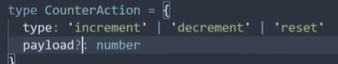 type CounterAction = {
type: 'increment' | 'decrement' | 'reset'
payload?: number
}